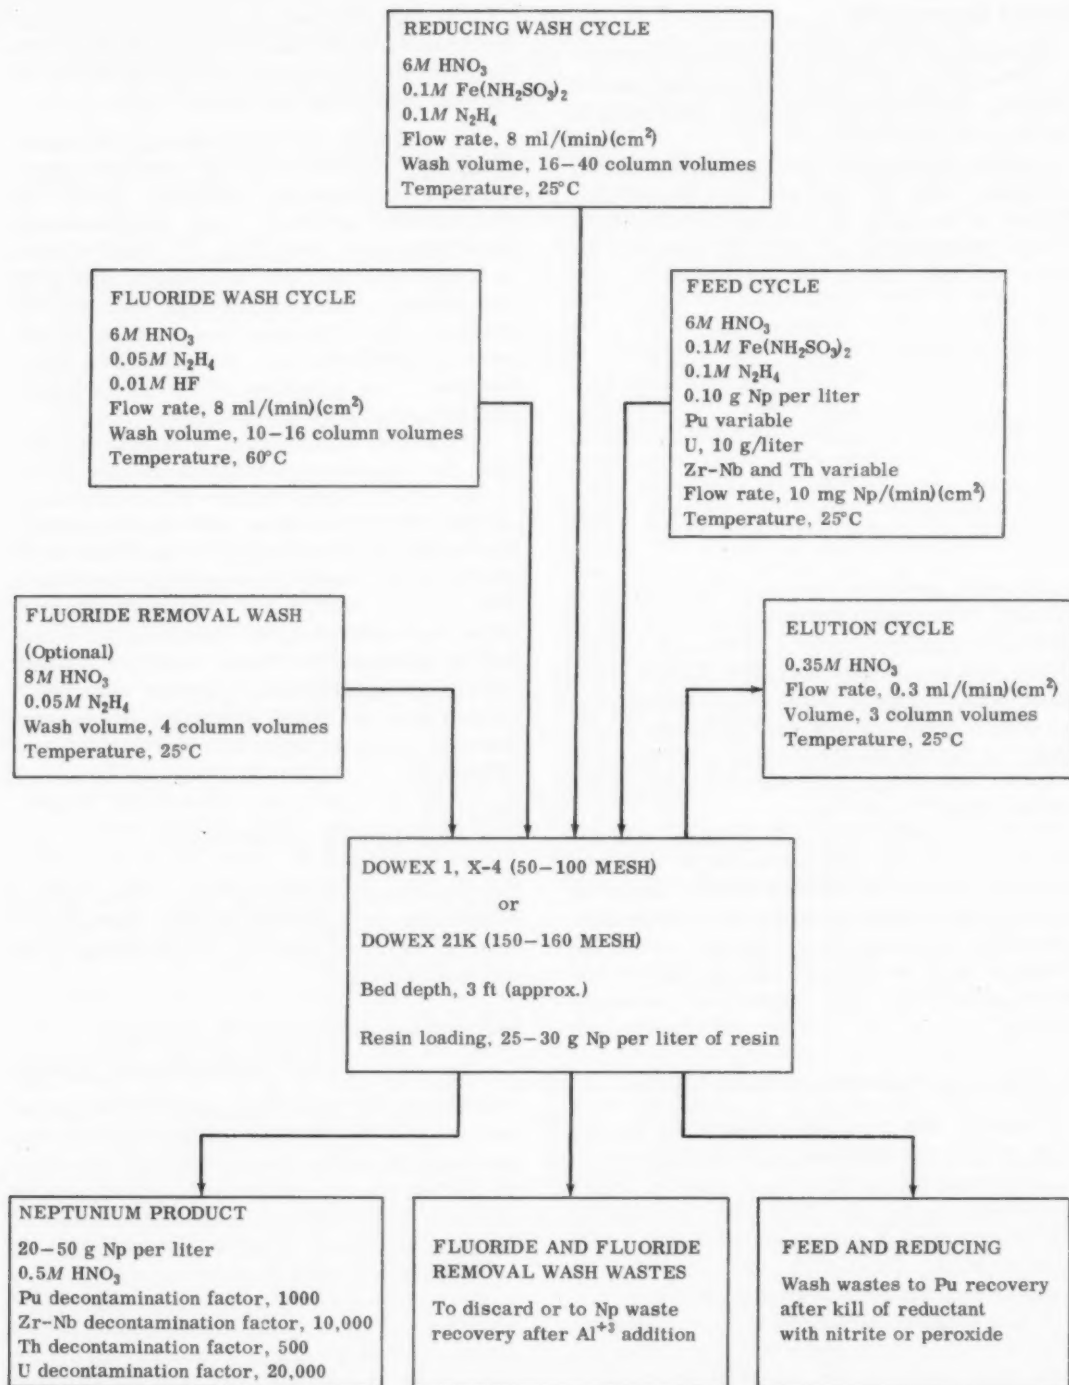 REDUCING WASH CYCLE
6M HNO₃
0.1M Fe(NH₂SO₃)₂
0.1M N₂H₄
Flow rate, 8 ml/(min)(cm²)
Wash volume, 16–40 column volumes
Temperature, 25°C
FLUORIDE WASH CYCLE
6M HNO₃
0.05M N₂H₄
0.01M HF
Flow rate, 8 ml/(min)(cm²)
Wash volume, 10–16 column volumes
Temperature, 60°C
FEED CYCLE
6M HNO₃
0.1M Fe(NH₂SO₃)₂
0.1M N₂H₄
0.10 g Np per liter
Pu variable
U, 10 g/liter
Zr-Nb and Th variable
Flow rate, 10 mg Np/(min)(cm²)
Temperature, 25°C
FLUORIDE REMOVAL WASH
(Optional)
8M HNO₃
0.05M N₂H₄
Wash volume, 4 column volumes
Temperature, 25°C
ELUTION CYCLE
0.35M HNO₃
Flow rate, 0.3 ml/(min)(cm²)
Volume, 3 column volumes
Temperature, 25°C
DOWEX 1, X-4 (50–100 MESH)
or
DOWEX 21K (150–160 MESH)
Bed depth, 3 ft (approx.)
Resin loading, 25–30 g Np per liter of resin
NEPTUNIUM PRODUCT
20–50 g Np per liter
0.5M HNO₃
Pu decontamination factor, 1000
Zr-Nb decontamination factor, 10,000
Th decontamination factor, 500
U decontamination factor, 20,000
FLUORIDE AND FLUORIDE
REMOVAL WASH WASTES
To discard or to Np waste
recovery after Al⁺³ addition
FEED AND REDUCING
Wash wastes to Pu recovery
after kill of reductant
with nitrite or peroxide